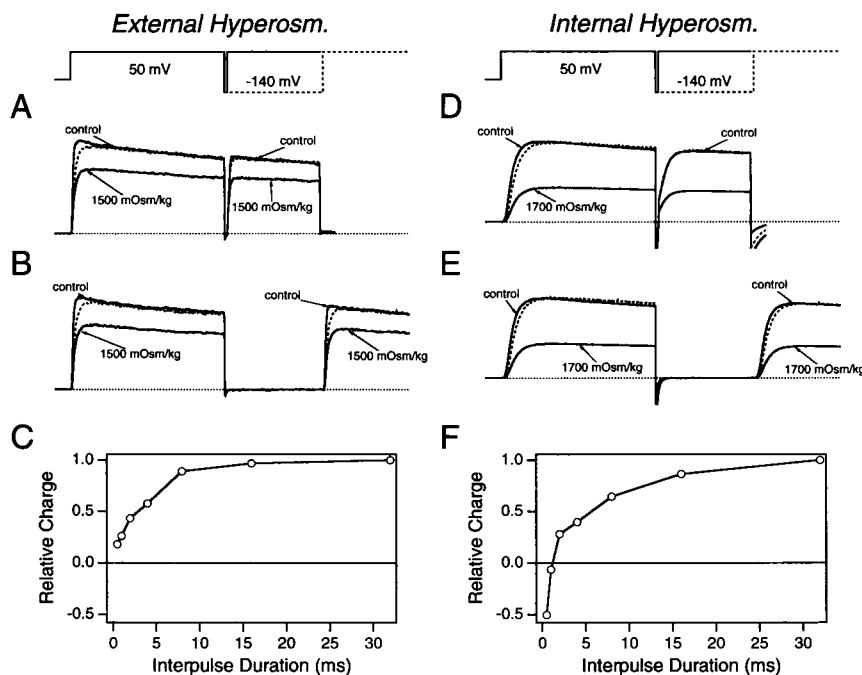 External Hyperosm.
50 mV
-140 mV
A
control
control
1500 mOsm/kg
1500 mOsm/kg
B
control
control
1500 mOsm/kg
1500 mOsm/kg
C
Relative Charge
1.0
0.5
0.0
-0.5
0
5
10
15
20
25
30
Interpulse Duration (ms)
Internal Hyperosm.
50 mV
-140 mV
D
control
control
1700 mOsm/kg
E
control
control
1700 mOsm/kg
1700 mOsm/kg
F
Relative Charge
1.0
0.5
0.0
-0.5
0
5
10
15
20
25
30
Interpulse Duration (ms)